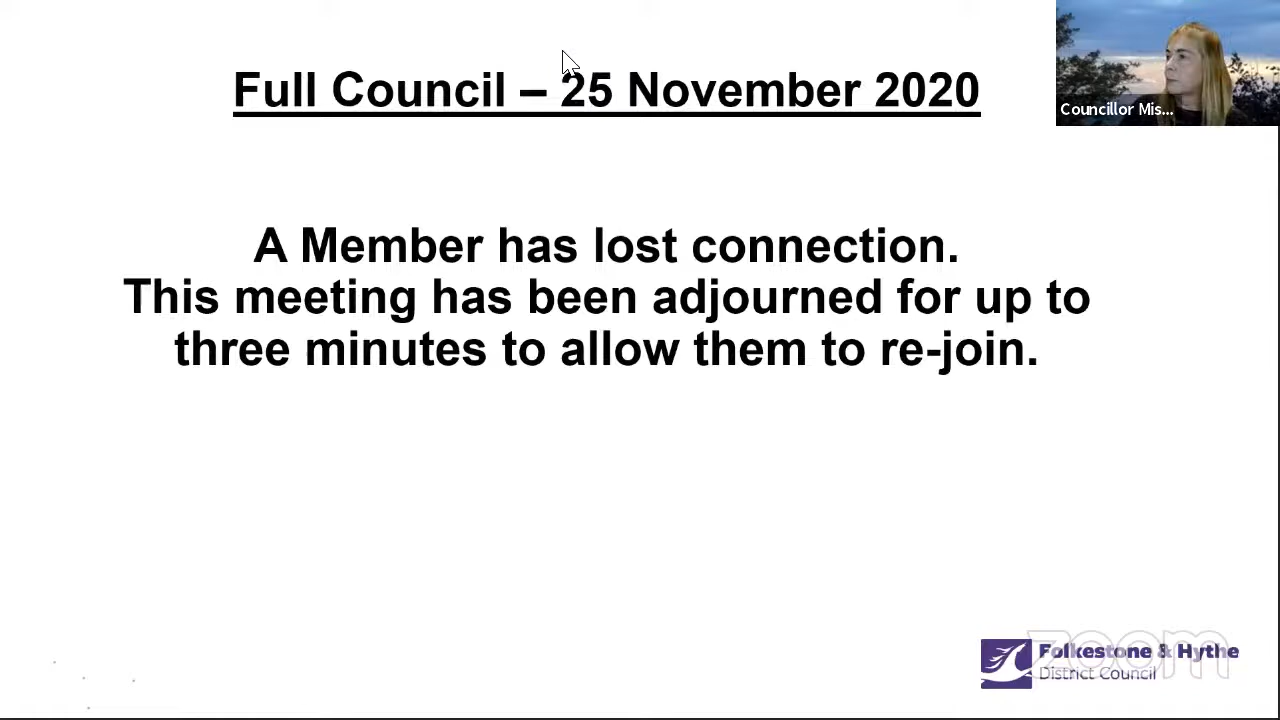 Full Council – 25 November 2020
Councillor Mis...
A Member has lost connection.
This meeting has been adjourned for up to
three minutes to allow them to re-join.
zoom
Folkestone & Hythe
District Council